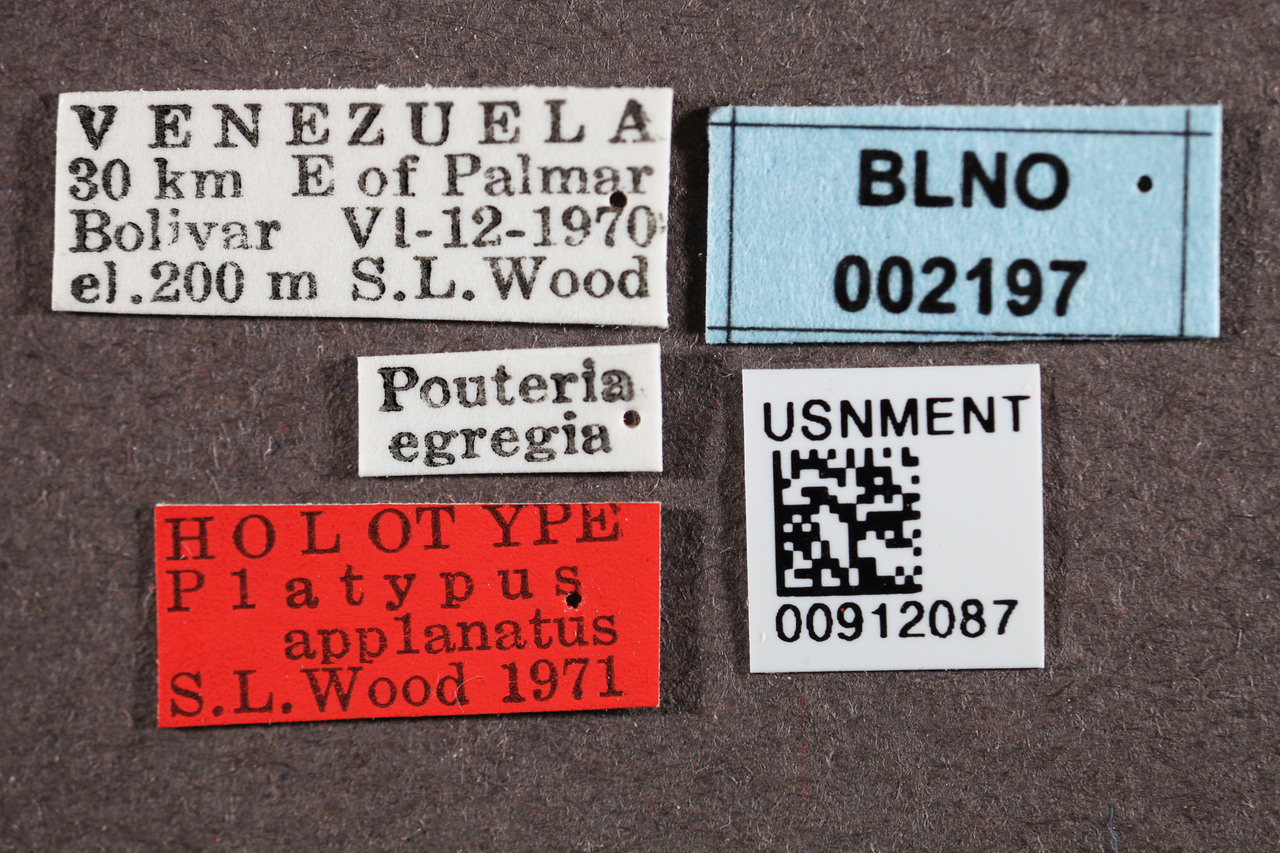 VENEZUELA
30 km E of Palmar
Bolivar VI-12-1970
el.200 m S.L.Wood
BLNO
002197
Pouteria
egregia
USNMENT
00912087
HOLOTYPE
Platypus
applanatus
S.L.Wood 1971